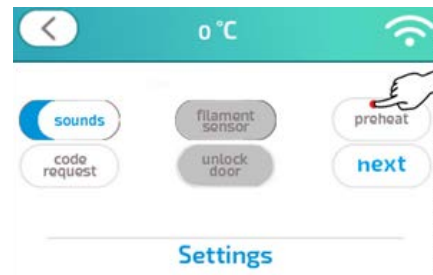 0 °C
sounds
filament
sensor
preheat
code
request
unlock
door
next
Settings